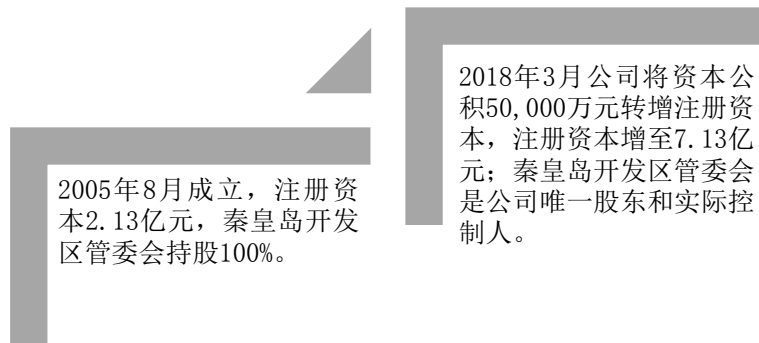 2005年8月成立，注册资
本2.13亿元，秦皇岛开发
区管委会持股100%。
2018年3月公司将资本公
积50,000万元转增注册资
本，注册资本增至7.13亿
元；秦皇岛开发区管委会
是公司唯一股东和实际控
制人。